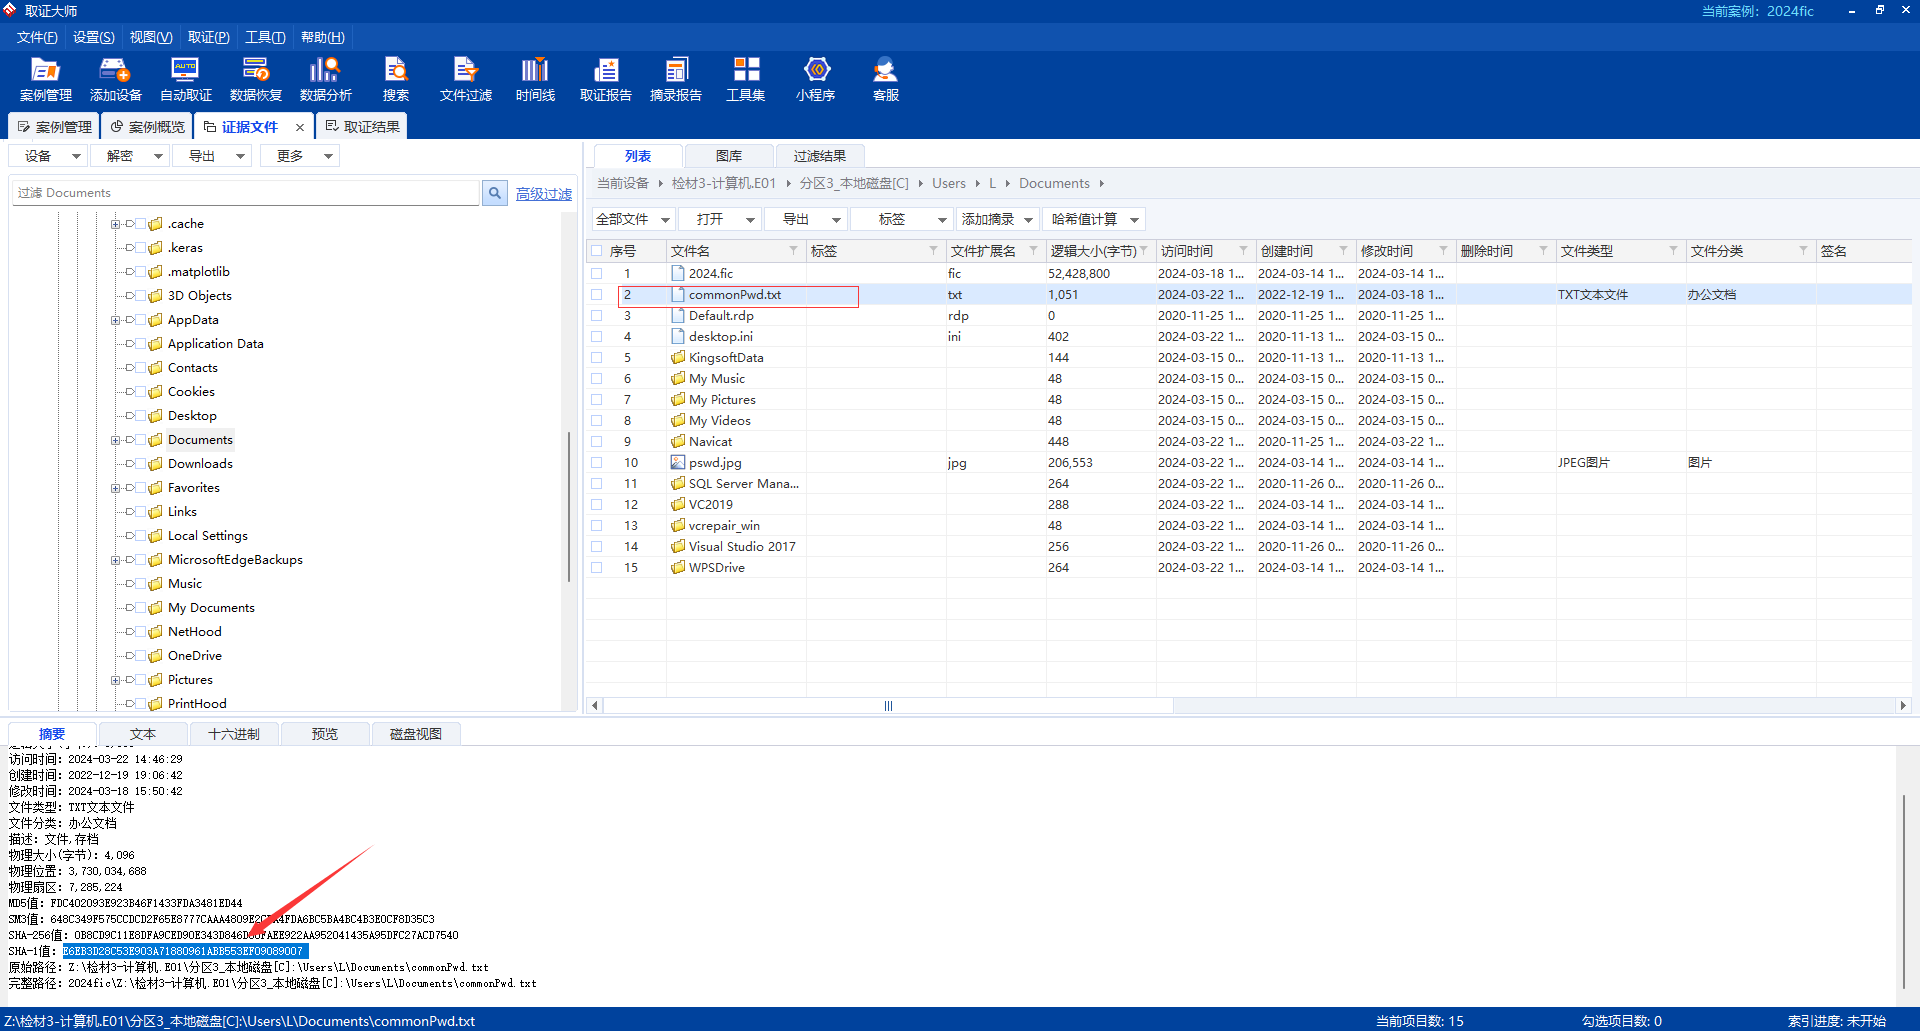 取证大师
当前案例：2024fic
文件(F) 设置(S) 视图(V) 取证(P) 工具(T) 帮助(H)
案例管理 添加设备 自动取证 数据恢复 数据分析 搜索 文件过滤 时间线 取证报告 摘录报告 工具集 小程序 客服
案例管理 案例概览 证据文件 × 取证结果
设备 解密 导出 更多
过滤 Documents 高级过滤
.cache
.keras
.matplotlib
3D Objects
AppData
Application Data
Contacts
Cookies
Desktop
Documents
Downloads
Favorites
Links
Local Settings
MicrosoftEdgeBackups
Music
My Documents
NetHood
OneDrive
Pictures
PrintHood
列表 图库 过滤结果
当前设备 检材3-计算机.E01 分区3_本地磁盘[C] Users L Documents
全部文件 打开 导出 标签 添加摘录 哈希值计算
序号 文件名 标签 文件扩展名 逻辑大小(字节) 访问时间 创建时间 修改时间 删除时间 文件类型 文件分类 签名
1 2024.fic fic 52,428,800 2024-03-18 1... 2024-03-14 1... 2024-03-14 1...
2 commonPwd.txt txt 1,051 2024-03-22 1... 2022-12-19 1... 2024-03-18 1... TXT文本文件 办公文档
3 Default.rdp rdp 0 2020-11-25 1... 2020-11-25 1... 2020-11-25 1...
4 desktop.ini ini 402 2024-03-22 1... 2020-11-13 1... 2024-03-15 0...
5 KingsoftData 144 2024-03-15 0... 2020-11-13 1... 2020-11-13 1...
6 My Music 48 2024-03-15 0... 2024-03-15 0... 2024-03-15 0...
7 My Pictures 48 2024-03-15 0... 2024-03-15 0... 2024-03-15 0...
8 My Videos 48 2024-03-15 0... 2024-03-15 0... 2024-03-15 0...
9 Navicat 448 2024-03-22 1... 2020-11-25 1... 2024-03-22 1...
10 pswd.jpg jpg 206,553 2024-03-22 1... 2024-03-14 1... 2024-03-14 1... JPEG图片 图片
11 SQL Server Mana... 264 2024-03-22 1... 2020-11-26 0... 2020-11-26 0...
12 VC2019 288 2024-03-22 1... 2024-03-14 1... 2024-03-14 1...
13 vcrepair_win 48 2024-03-22 1... 2024-03-14 1... 2024-03-14 1...
14 Visual Studio 2017 256 2024-03-22 1... 2020-11-26 0... 2020-11-26 0...
15 WPSDrive 264 2024-03-22 1... 2024-03-14 1... 2024-03-14 1...
摘要 文本 十六进制 预览 磁盘视图
访问时间：2024-03-22 14:46:29
创建时间：2022-12-19 19:06:42
修改时间：2024-03-18 15:50:42
文件类型：TXT文本文件
文件分类：办公文档
描述：文件,存档
物理大小(字节)：4,096
物理位置：3,730,034,688
物理扇区：7,285,224
MD5值：FDC402093E923B46F1433FDA3481ED44
SM3值：
SHA-256值：
SHA-1值：E6EB3D28C53E903A71880961ABB553EF09089007
原始路径：Z:\检材3-计算机.E01\分区3_本地磁盘[C]:\Users\L\Documents\commonPwd.txt
完整路径：2024fic\Z:\检材3-计算机.E01\分区3_本地磁盘[C]:\Users\L\Documents\commonPwd.txt
Z:\检材3-计算机.E01\分区3_本地磁盘[C]:\Users\L\Documents\commonPwd.txt 当前项目数: 15 勾选项目数: 0 索引进度: 未开始